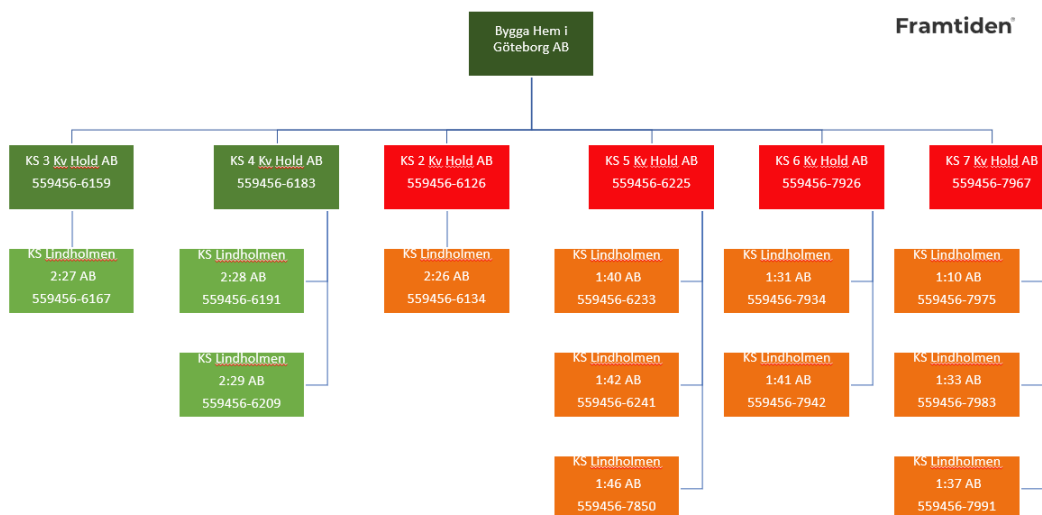 Bygga Hem i
Göteborg AB
Framtiden
KS 3 Kv Hold AB
559456-6159
KS 4 Kv Hold AB
559456-6183
KS 2 Kv Hold AB
559456-6126
KS 5 Kv Hold AB
559456-6225
KS 6 Kv Hold AB
559456-7926
KS 7 Kv Hold AB
559456-7967
KS Lindholmen
2:27 AB
559456-6167
KS Lindholmen
2:28 AB
559456-6191
KS Lindholmen
2:26 AB
559456-6134
KS Lindholmen
1:40 AB
559456-6233
KS Lindholmen
1:31 AB
559456-7934
KS Lindholmen
1:10 AB
559456-7975
KS Lindholmen
2:29 AB
559456-6209
KS Lindholmen
1:42 AB
559456-6241
KS Lindholmen
1:41 AB
559456-7942
KS Lindholmen
1:33 AB
559456-7983
KS Lindholmen
1:46 AB
559456-7850
KS Lindholmen
1:37 AB
559456-7991